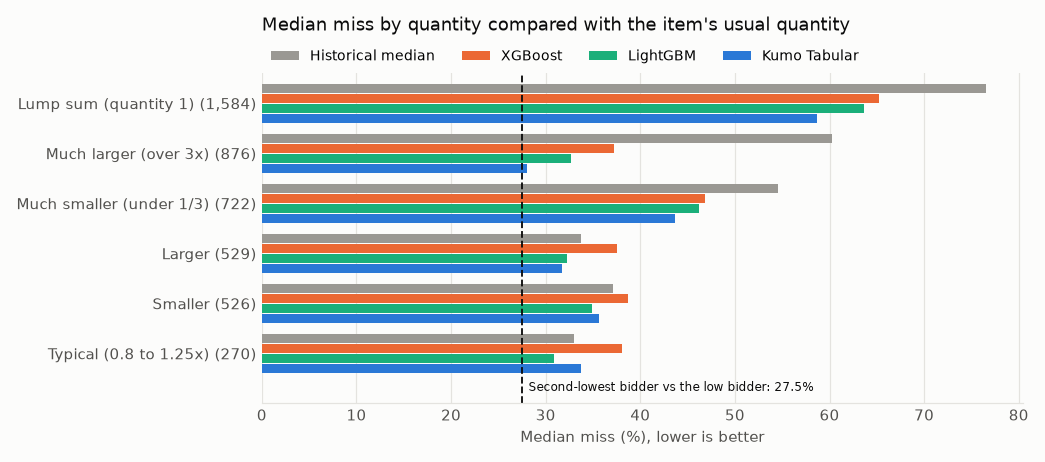 Median miss by quantity compared with the item's usual quantity
Historical median XGBoost LightGBM Kumo Tabular
Lump sum (quantity 1) (1,584)
Much larger (over 3x) (876)
Much smaller (under 1/3) (722)
Larger (529)
Smaller (526)
Typical (0.8 to 1.25x) (270)
Second-lowest bidder vs the low bidder: 27.5%
0 10 20 30 40 50 60 70 80
Median miss (%), lower is better